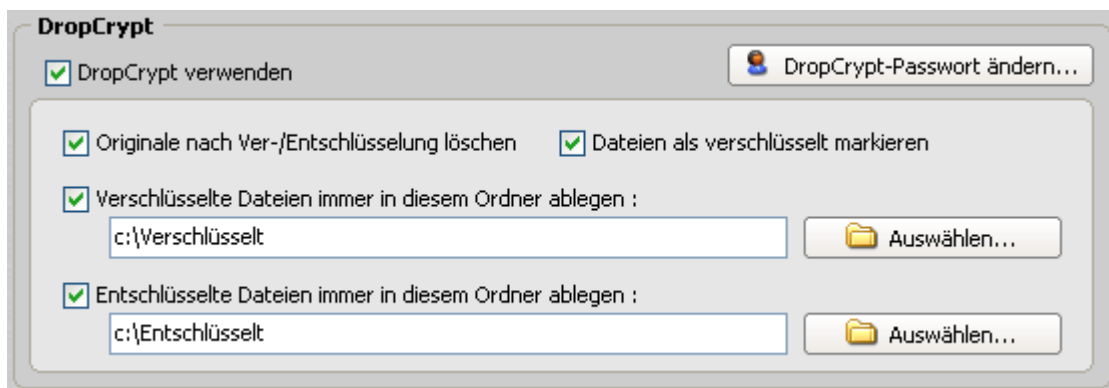 DropCrypt
DropCrypt verwenden
DropCrypt-Passwort ändern...
Originale nach Ver-/Entschlüsselung löschen
Dateien als verschlüsselt markieren
Verschlüsselte Dateien immer in diesem Ordner ablegen :
c:\Verschlüsselt
Auswählen...
Entschlüsselte Dateien immer in diesem Ordner ablegen :
c:\Entschlüsselt
Auswählen...